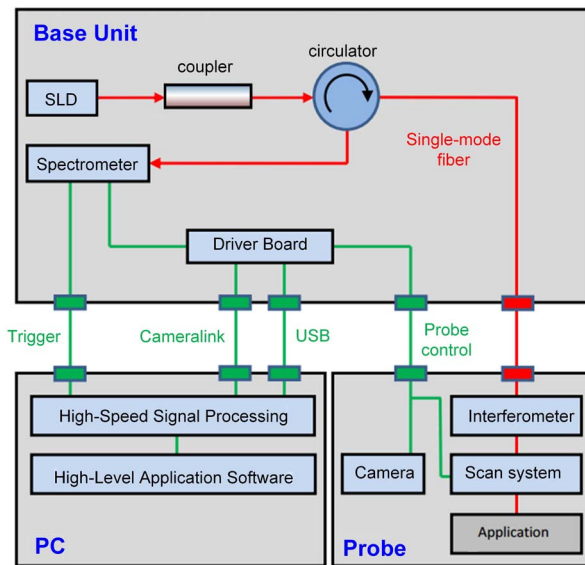 Base Unit
circulator
coupler
SLD
Single-mode
fiber
Spectrometer
Driver Board
Trigger
Cameralink
USB
Probe
control
High-Speed Signal Processing
Interferometer
High-Level Application Software
Camera
Scan system
Application
PC
Probe